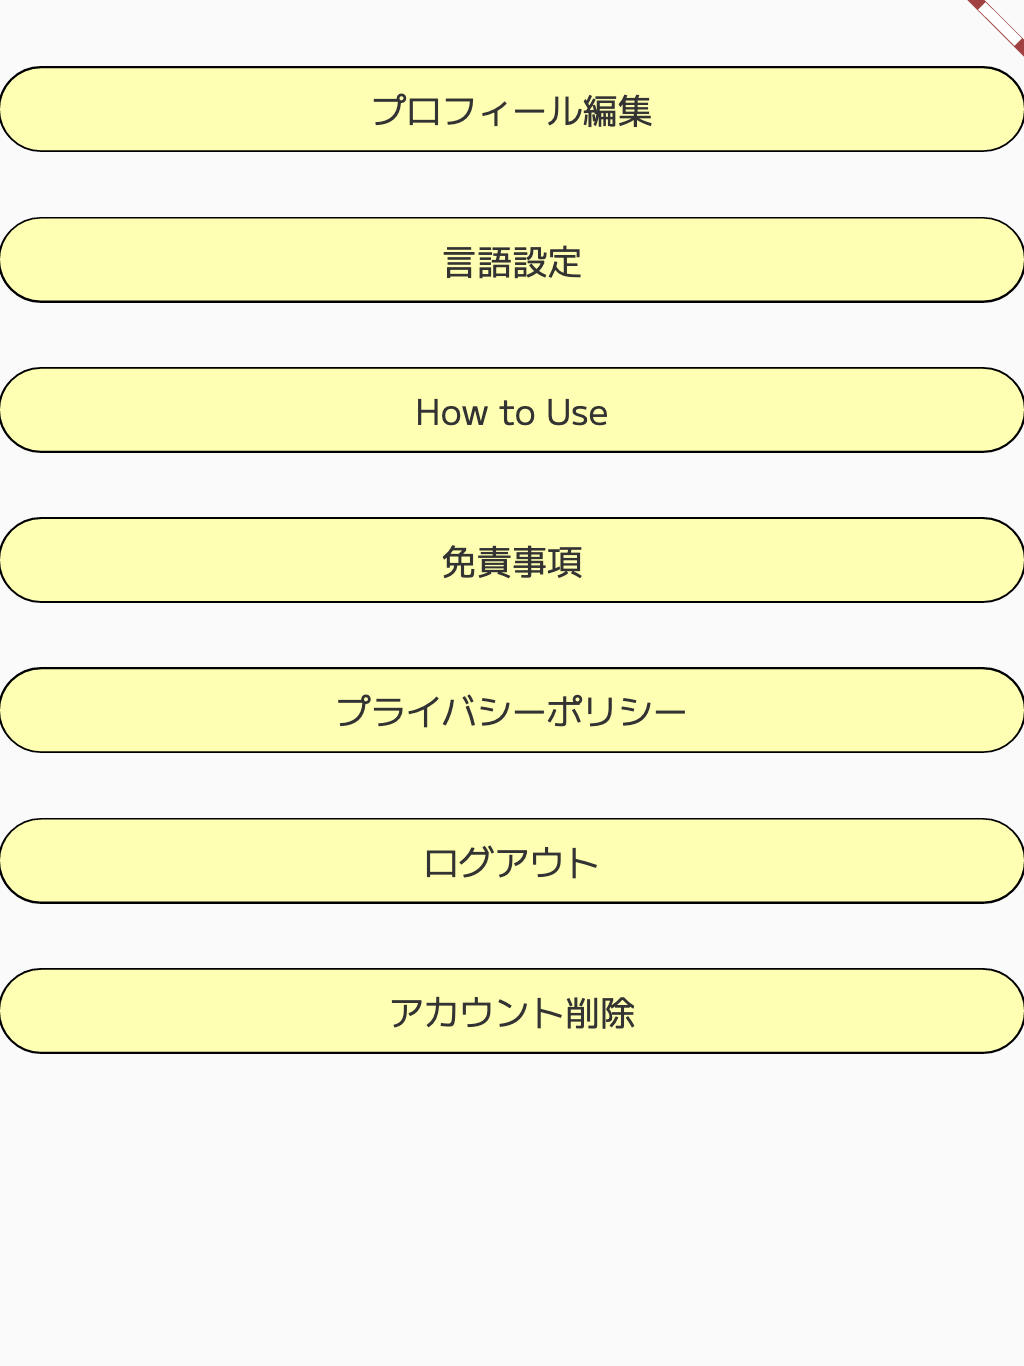 プロフィール編集
言語設定
How to Use
免責事項
プライバシーポリシー
ログアウト
アカウント削除